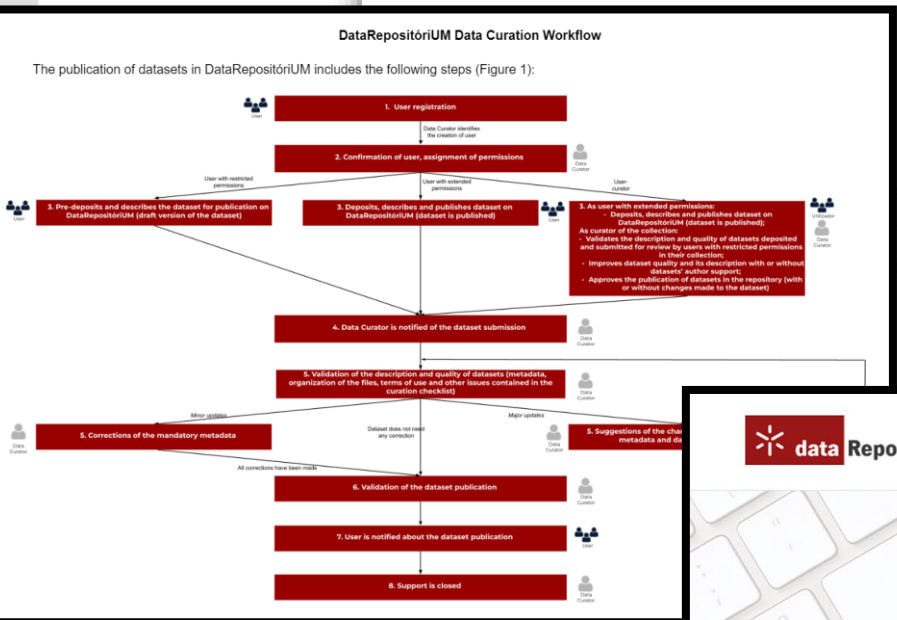 DataRepositóriUM Data Curation Workflow
The publication of datasets in DataRepositóriUM includes the following steps (Figure 1):
User
1. User registration
Data Curator identifies
the creation of user
2. Confirmation of user, assignment of permissions
Data
Curator
User with restricted
permissions
User with extended
permissions
User-
curator
User
3. Pre-deposits and describes the dataset for publication on
DataRepositóriUM (draft version of the dataset)
3. Deposits, describes and publishes dataset on
DataRepositóriUM (dataset is published)
User
3. As user with extended permissions:
- Deposits, describes and publishes dataset on
DataRepositóriUM (dataset is published);
As curator of the collection:
- Validates the description and quality of datasets deposited
and submitted for review by users with restricted permissions
in their collection;
- Improves dataset quality and its description with or without
datasets' author support;
- Approves the publication of datasets in the repository (with
or without changes made to the dataset)
Utilizador
Data
Curator
4. Data Curator is notified of the dataset submission
Data
Curator
5. Validation of the description and quality of datasets (metadata,
organization of the files, terms of use and other issues contained in the
curation checklist)
Data
Curator
Minor updates
Dataset does not need
any correction
Major updates
Data
Curator
5. Corrections of the mandatory metadata
Data
Curator
5. Suggestions of the
metadata and
All corrections have been made
6. Validation of the dataset publication
Data
Curator
7. User is notified about the dataset publication
User
8. Support is closed
Data
Curator
data Repo